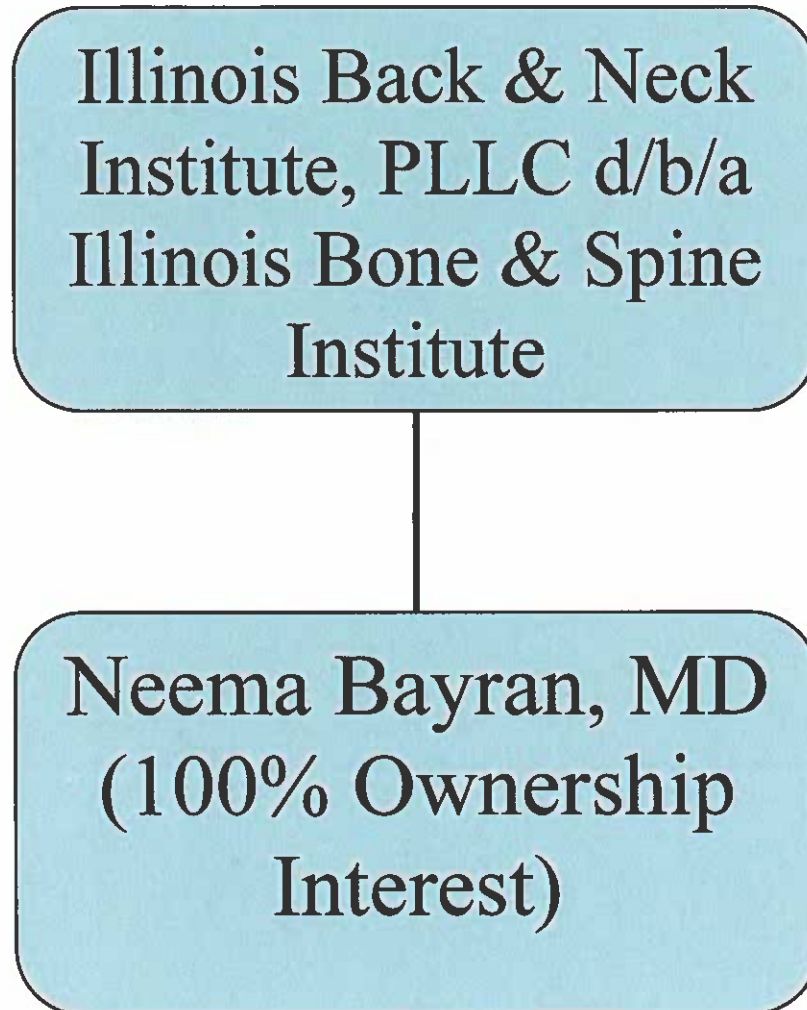 Illinois Back & Neck
Institute, PLLC d/b/a
Illinois Bone & Spine
Institute
Neema Bayran, MD
(100% Ownership
Interest)